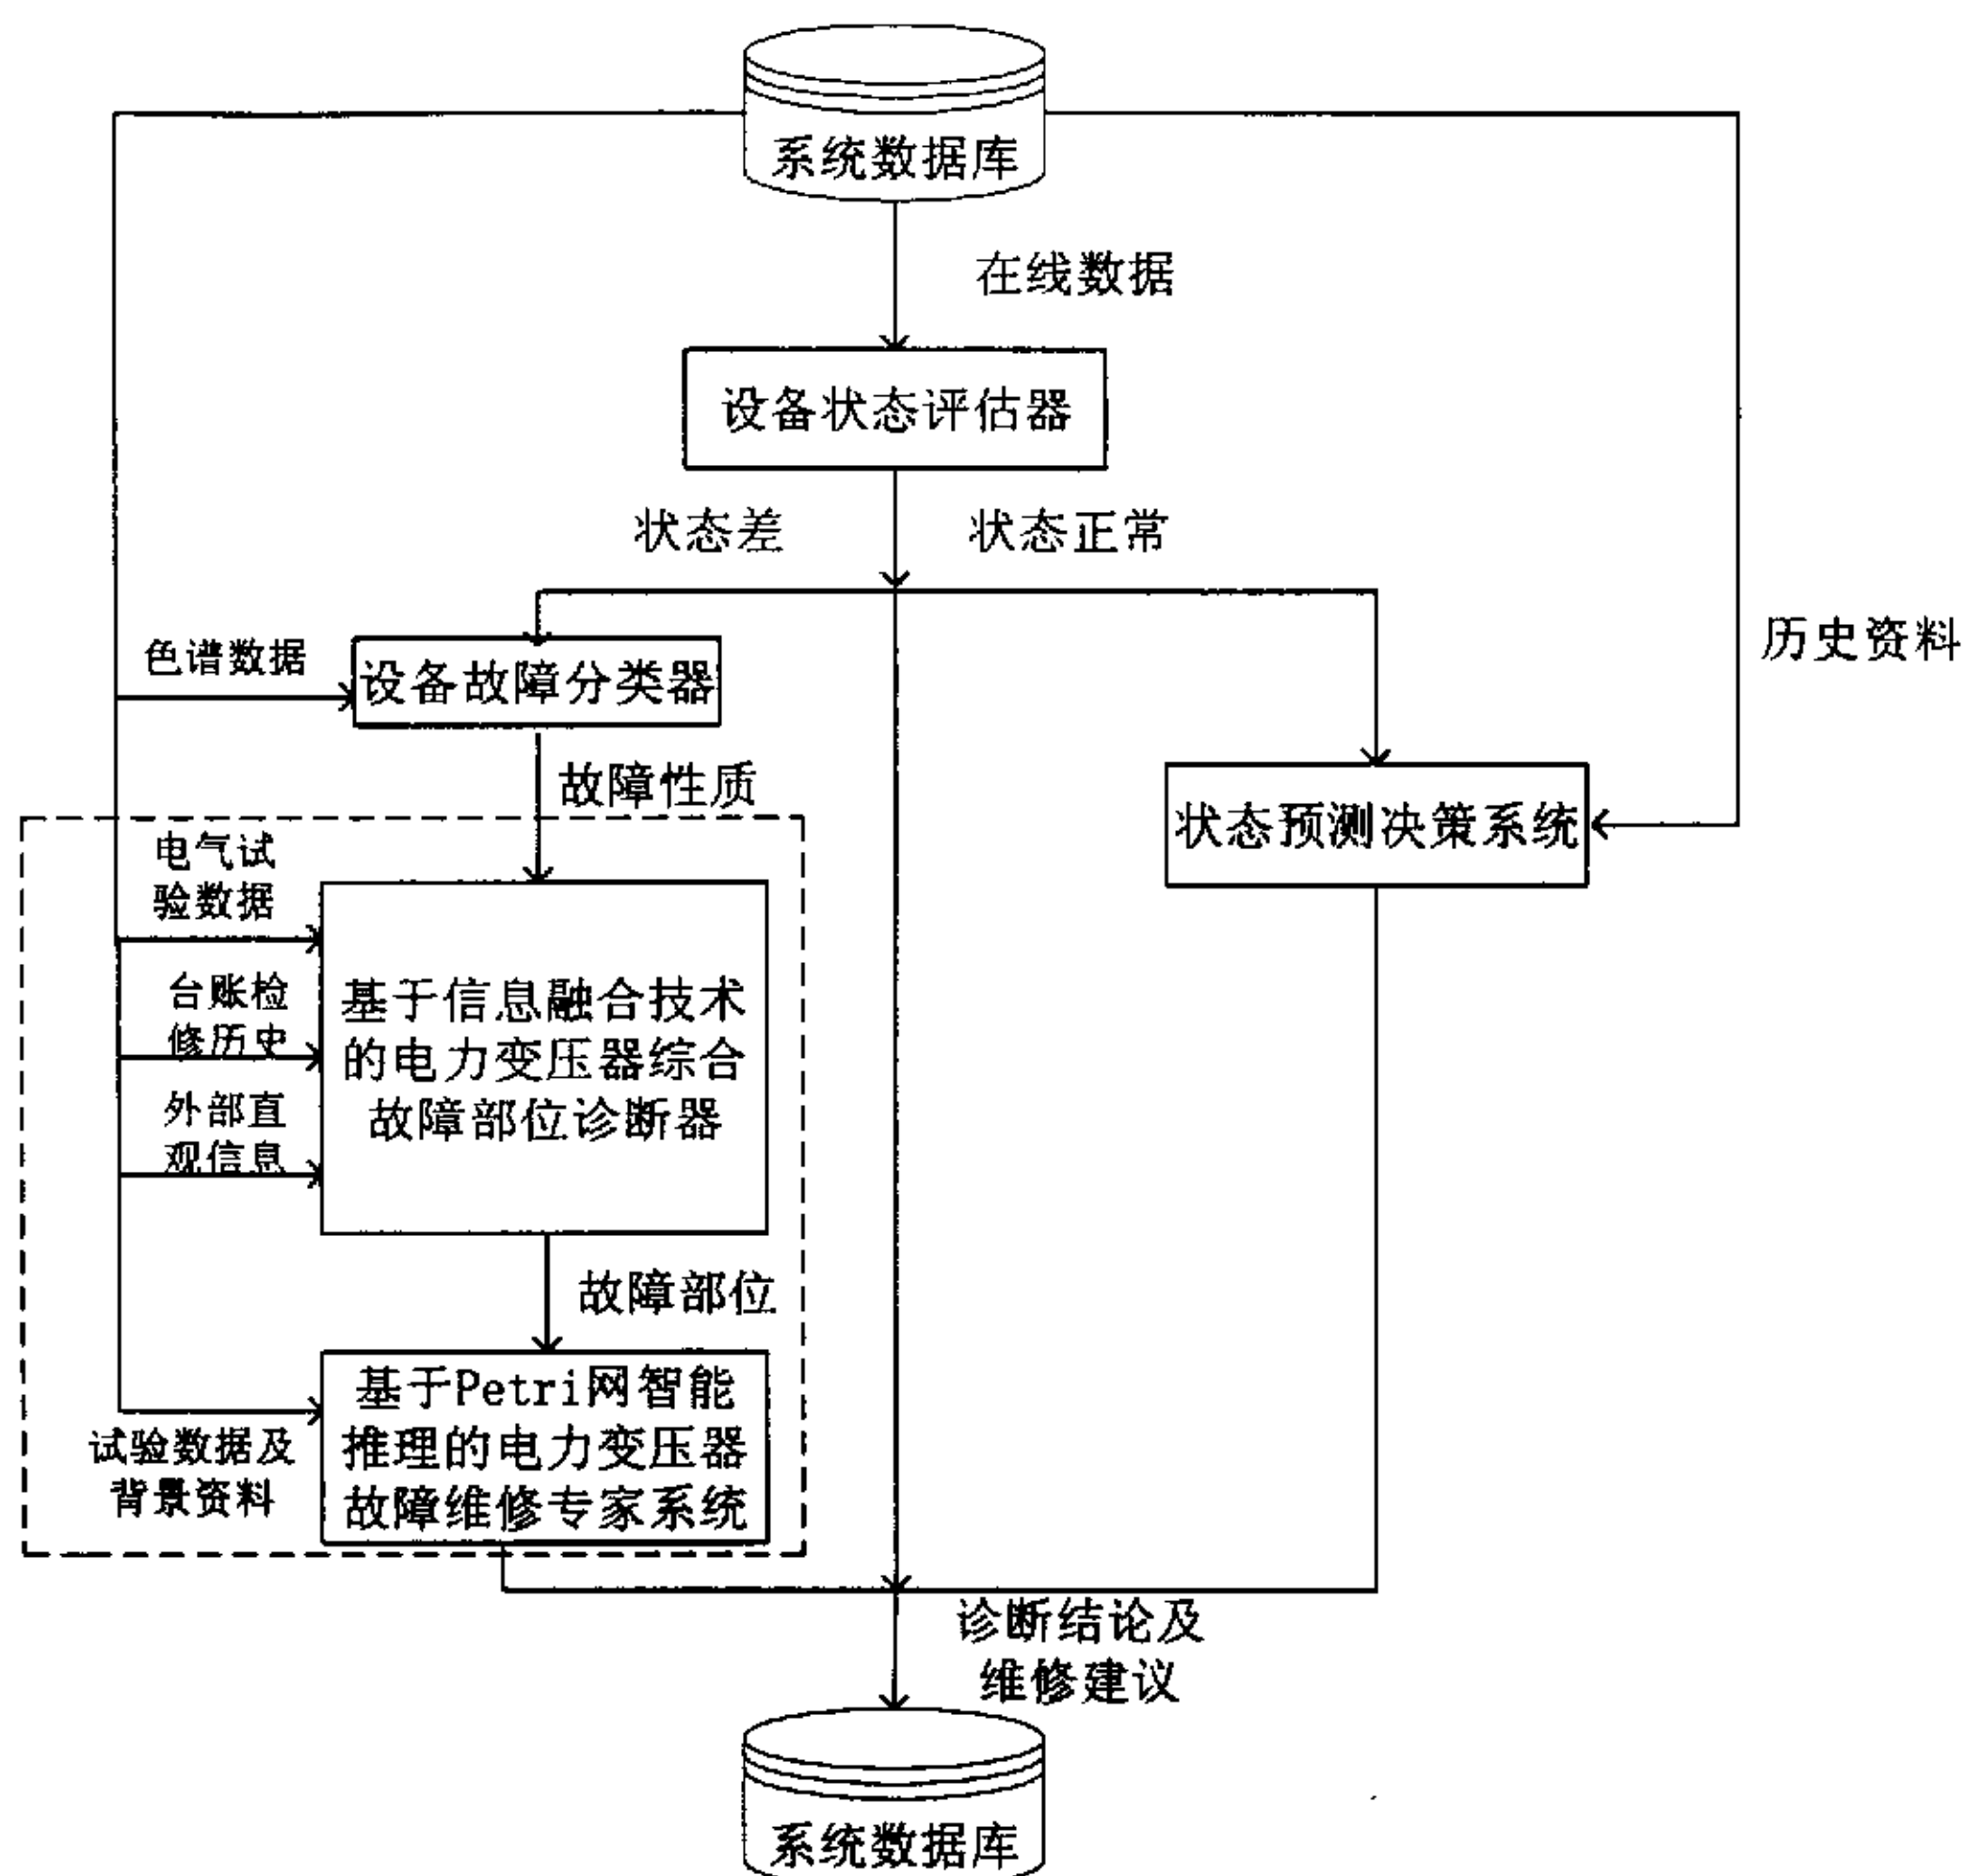 系统数据库
在线数据
设备状态评估器
状态差
状态正常
色谱数据
设备故障分类器
历史资料
故障性质
状态预测决策系统
电气试
验数据
台账检
修历史
外部直
观信息
基于信息融合技术
的电力变压器综合
故障部位诊断器
故障部位
基于Petri网智能
推理的电力变压器
故障维修专家系统
试验数据及
背景资料
诊断结论及
维修建议
系统数据库